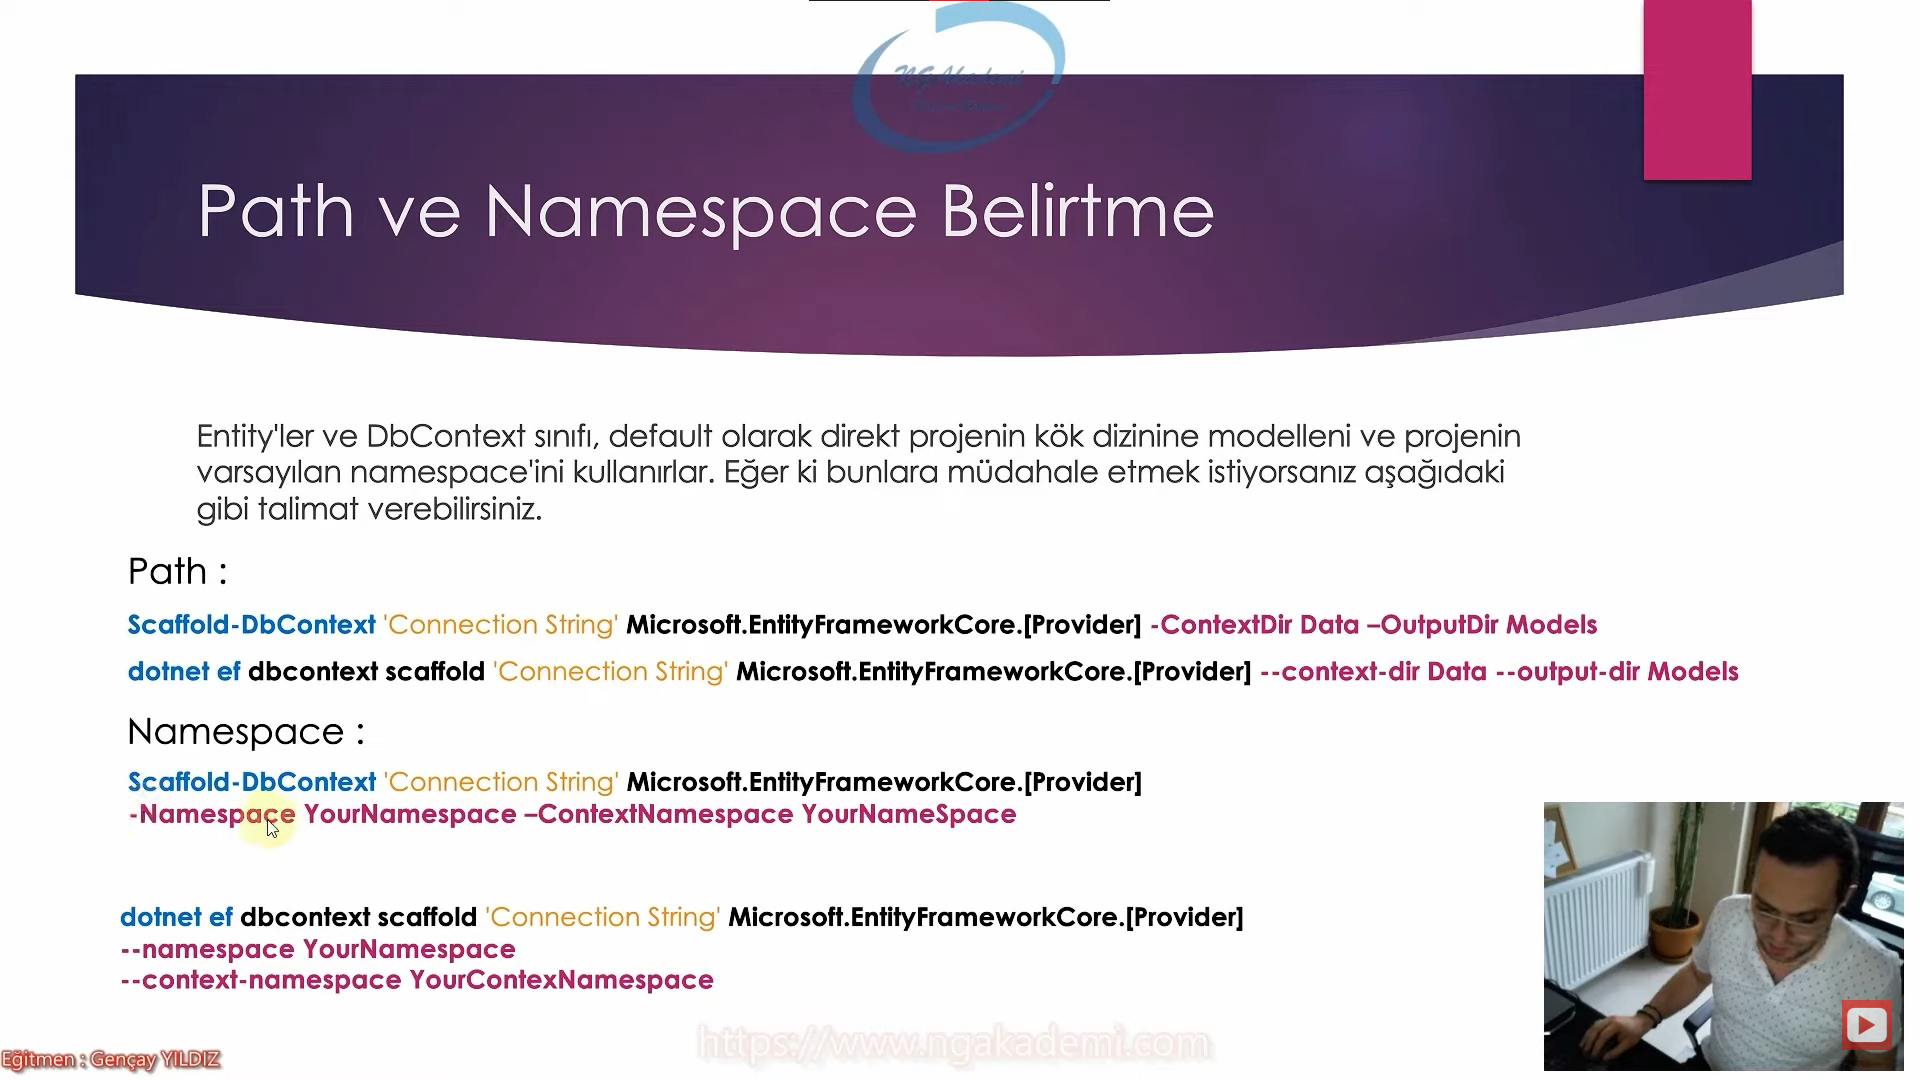 NGAkademi
Path ve Namespace Belirtme
Entity'ler ve DbContext sınıfı, default olarak direkt projenin kök dizinine modelleni ve projenin
varsayılan namespace'ini kullanırlar. Eğer ki bunlara müdahale etmek istiyorsanız aşağıdaki
gibi talimat verebilirsiniz.
Path :
Scaffold-DbContext 'Connection String' Microsoft.EntityFrameworkCore.[Provider] -ContextDir Data –OutputDir Models
dotnet ef dbcontext scaffold 'Connection String' Microsoft.EntityFrameworkCore.[Provider] --context-dir Data --output-dir Models
Namespace :
Scaffold-DbContext 'Connection String' Microsoft.EntityFrameworkCore.[Provider]
-Namespace YourNamespace –ContextNamespace YourNameSpace
dotnet ef dbcontext scaffold 'Connection String' Microsoft.EntityFrameworkCore.[Provider]
--namespace YourNamespace
--context-namespace YourContexNamespace
https://www.ngakademi.com
Eğitmen : Gençay YILDIZ